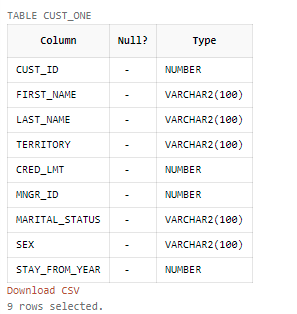 TABLE CUST_ONE
Column Null? Type
CUST_ID - NUMBER
FIRST_NAME - VARCHAR2(100)
LAST_NAME - VARCHAR2(100)
TERRITORY - VARCHAR2(100)
CRED_LMT - NUMBER
MNGR_ID - NUMBER
MARITAL_STATUS - VARCHAR2(100)
SEX - VARCHAR2(100)
STAY_FROM_YEAR - NUMBER
Download CSV
9 rows selected.